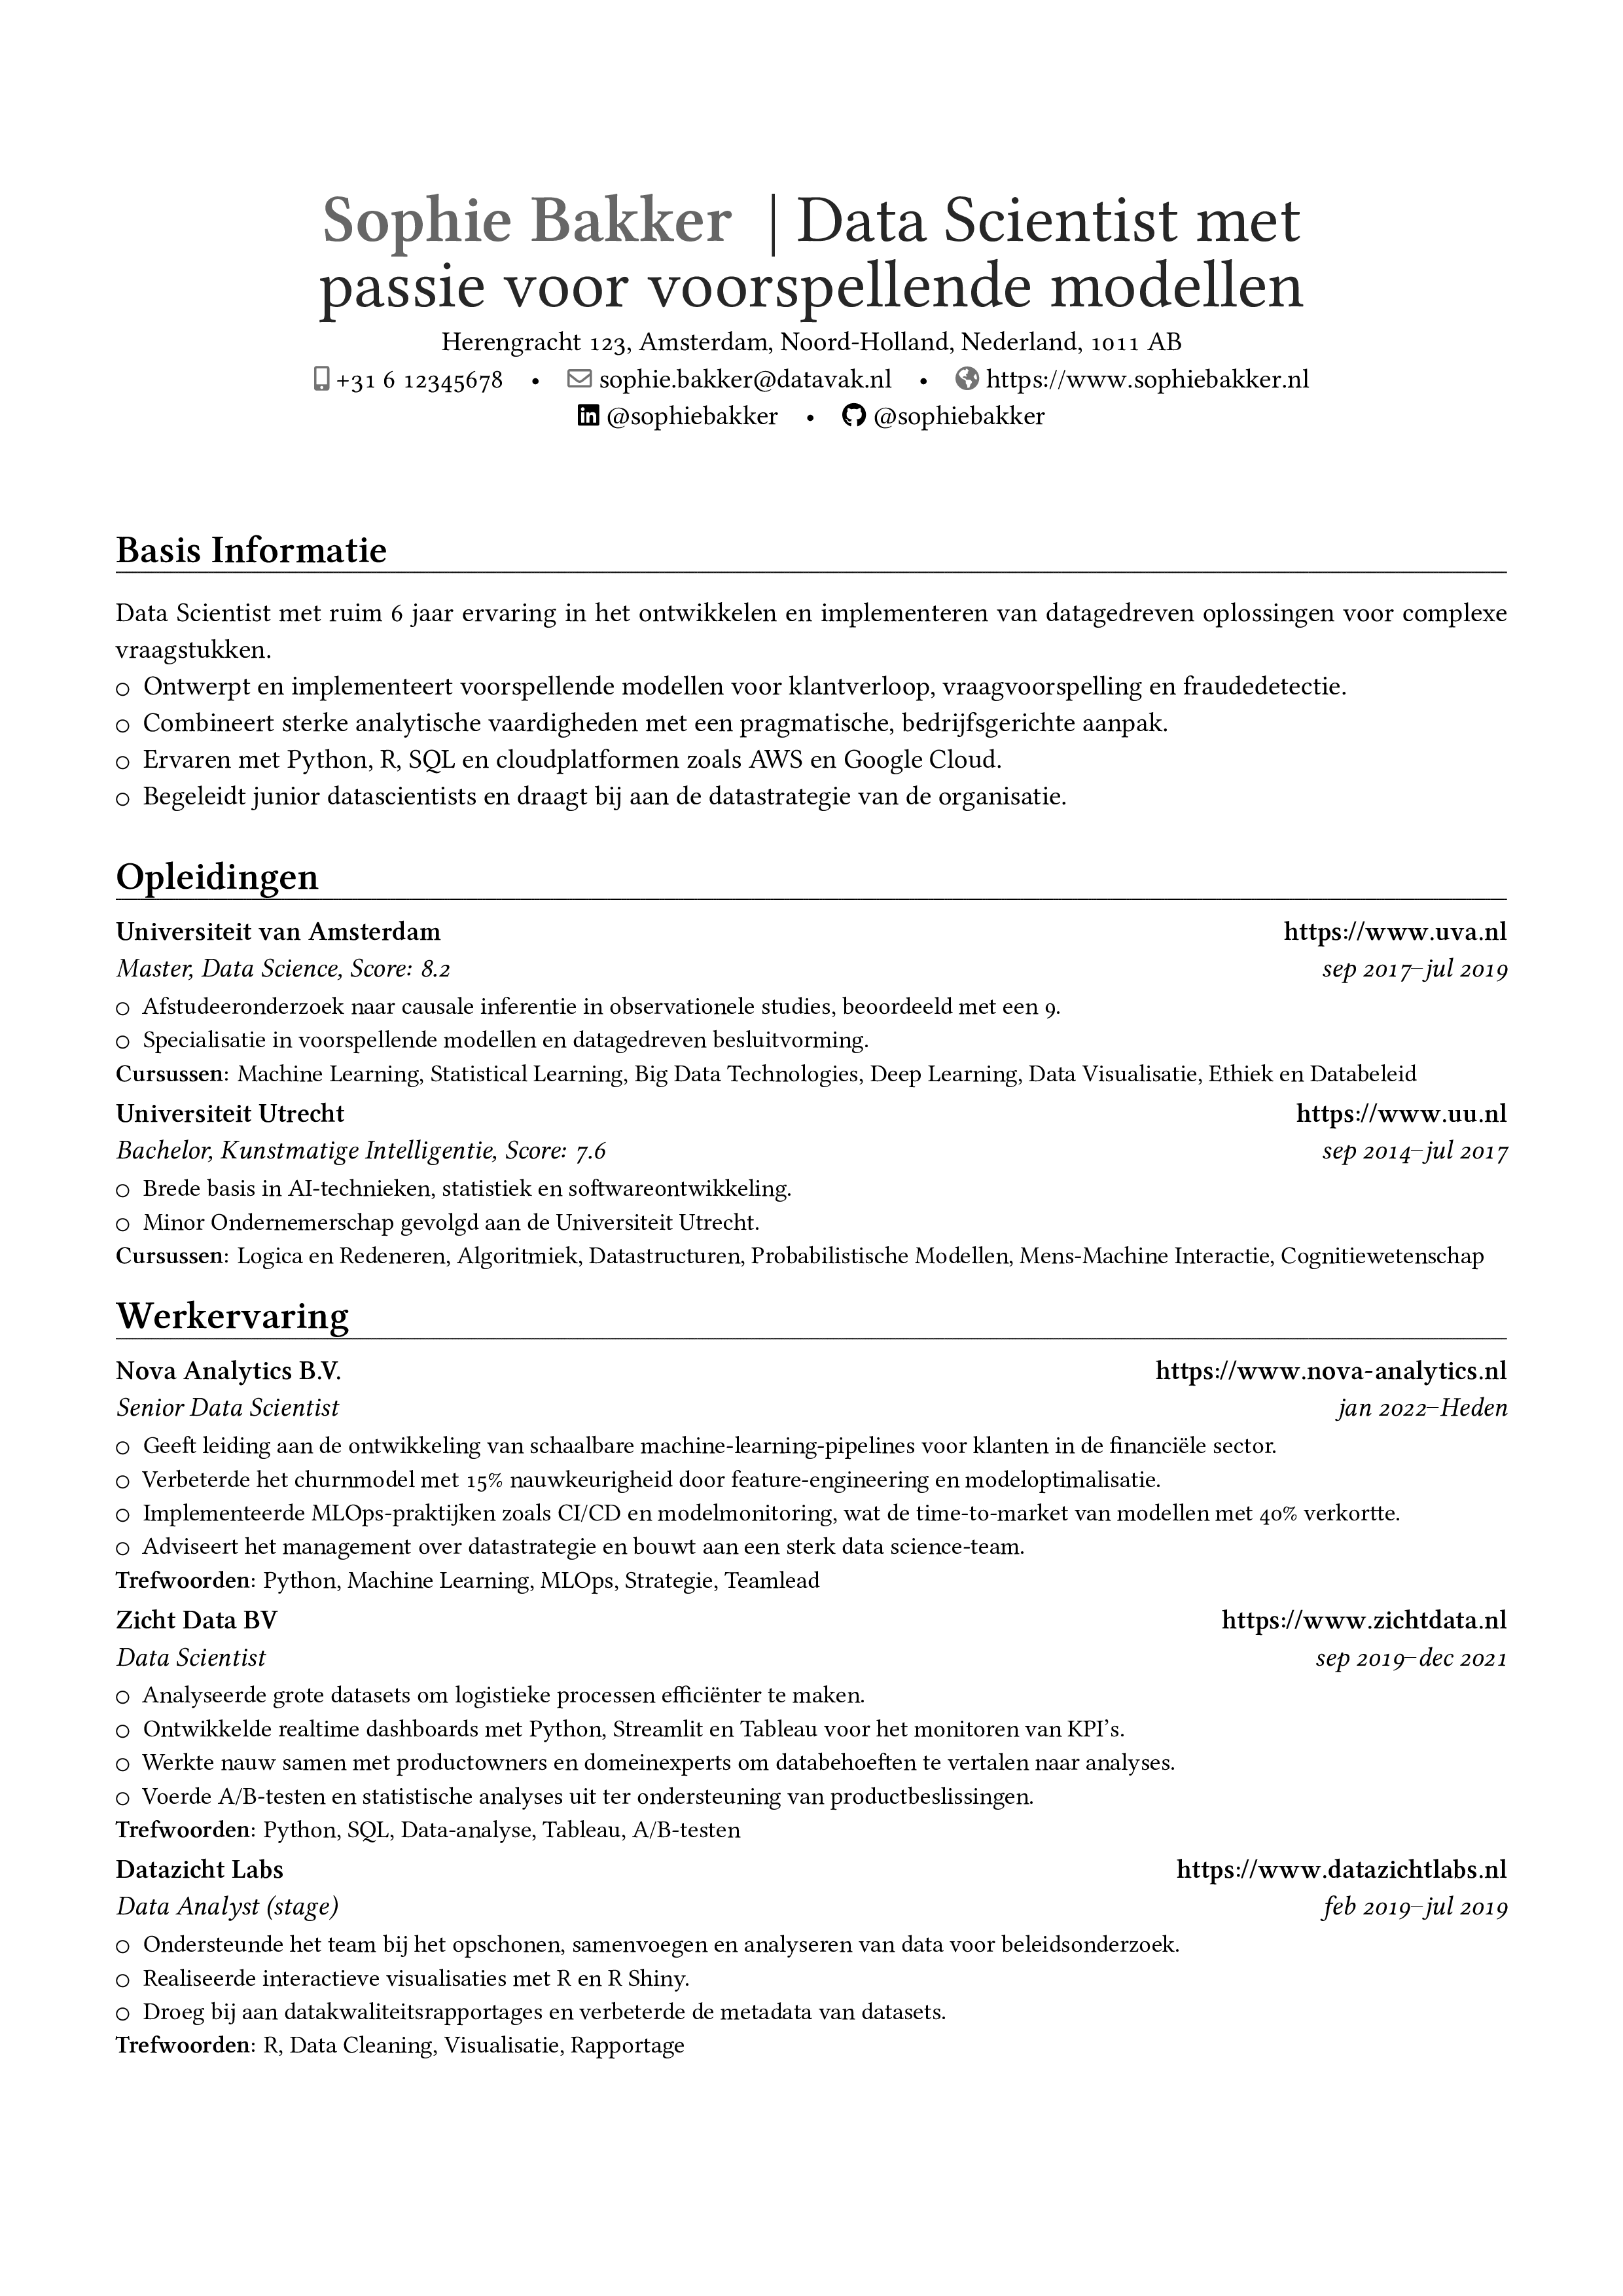 Sophie Bakker | Data Scientist met
passie voor voorspellende modellen
Herengracht 123, Amsterdam, Noord-Holland, Nederland, 1011 AB
+31 6 12345678 • sophie.bakker@datavak.nl • https://www.sophiebakker.nl
@sophiebakker • @sophiebakker
Basis Informatie
Data Scientist met ruim 6 jaar ervaring in het ontwikkelen en implementeren van datagedreven oplossingen voor complexe
vraagstukken.
○ Ontwerpt en implementeert voorspellende modellen voor klantverloop, vraagvoorspelling en fraudedetectie.
○ Combineert sterke analytische vaardigheden met een pragmatische, bedrijfsgerichte aanpak.
○ Ervaren met Python, R, SQL en cloudplatformen zoals AWS en Google Cloud.
○ Begeleidt junior datascientists en draagt bij aan de datastrategie van de organisatie.
Opleidingen
Universiteit van Amsterdam https://www.uva.nl
Master, Data Science, Score: 8.2 sep 2017–jul 2019
○ Afstudeeronderzoek naar causale inferentie in observationele studies, beoordeeld met een 9.
○ Specialisatie in voorspellende modellen en datagedreven besluitvorming.
Cursussen: Machine Learning, Statistical Learning, Big Data Technologies, Deep Learning, Data Visualisatie, Ethiek en Databeleid
Universiteit Utrecht https://www.uu.nl
Bachelor, Kunstmatige Intelligentie, Score: 7.6 sep 2014–jul 2017
○ Brede basis in AI-technieken, statistiek en softwareontwikkeling.
○ Minor Ondernemerschap gevolgd aan de Universiteit Utrecht.
Cursussen: Logica en Redeneren, Algoritmiek, Datastructuren, Probabilistische Modellen, Mens-Machine Interactie, Cognitiewetenschap
Werkervaring
Nova Analytics B.V. https://www.nova-analytics.nl
Senior Data Scientist jan 2022–Heden
○ Geeft leiding aan de ontwikkeling van schaalbare machine-learning-pipelines voor klanten in de financiële sector.
○ Verbeterde het churnmodel met 15% nauwkeurigheid door feature-engineering en modeloptimalisatie.
○ Implementeerde MLOps-praktijken zoals CI/CD en modelmonitoring, wat de time-to-market van modellen met 40% verkortte.
○ Adviseert het management over datastrategie en bouwt aan een sterk data science-team.
Trefwoorden: Python, Machine Learning, MLOps, Strategie, Teamlead
Zicht Data BV https://www.zichtdata.nl
Data Scientist sep 2019–dec 2021
○ Analyseerde grote datasets om logistieke processen efficiënter te maken.
○ Ontwikkelde realtime dashboards met Python, Streamlit en Tableau voor het monitoren van KPI's.
○ Werkte nauw samen met productowners en domeinexperts om databehoeften te vertalen naar analyses.
○ Voerde A/B-testen en statistische analyses uit ter ondersteuning van productbeslissingen.
Trefwoorden: Python, SQL, Data-analyse, Tableau, A/B-testen
Datazicht Labs https://www.datazichtlabs.nl
Data Analyst (stage) feb 2019–jul 2019
○ Ondersteunde het team bij het opschonen, samenvoegen en analyseren van data voor beleidsonderzoek.
○ Realiseerde interactieve visualisaties met R en R Shiny.
○ Droeg bij aan datakwaliteitsrapportages en verbeterde de metadata van datasets.
Trefwoorden: R, Data Cleaning, Visualisatie, Rapportage